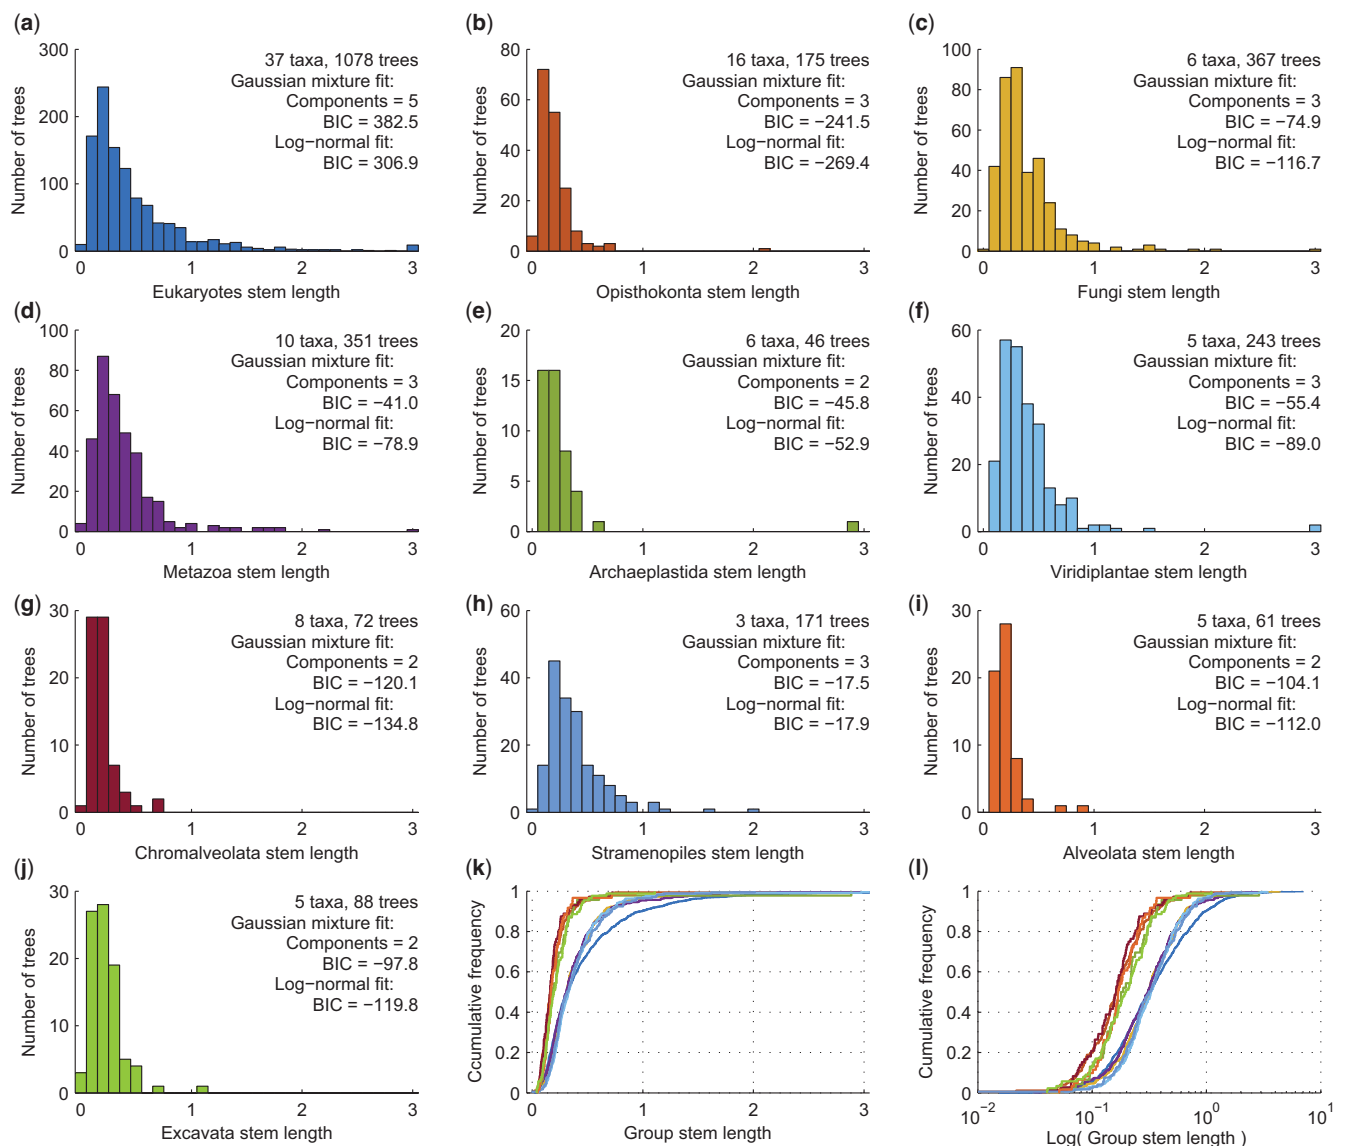 (a)
300
200
100
0
Number of trees
37 taxa, 1078 trees
Gaussian mixture fit:
Components = 5
BIC = 382.5
Log−normal fit:
BIC = 306.9
0 1 2 3
Eukaryotes stem length
(b)
80
60
40
20
0
Number of trees
16 taxa, 175 trees
Gaussian mixture fit:
Components = 3
BIC = −241.5
Log−normal fit:
BIC = −269.4
0 1 2 3
Opisthokonta stem length
(c)
100
80
60
40
20
0
Number of trees
6 taxa, 367 trees
Gaussian mixture fit:
Components = 3
BIC = −74.9
Log−normal fit:
BIC = −116.7
0 1 2 3
Fungi stem length
(d)
100
80
60
40
20
0
Number of trees
10 taxa, 351 trees
Gaussian mixture fit:
Components = 3
BIC = −41.0
Log−normal fit:
BIC = −78.9
0 1 2 3
Metazoa stem length
(e)
20
15
10
5
0
Number of trees
6 taxa, 46 trees
Gaussian mixture fit:
Components = 2
BIC = −45.8
Log−normal fit:
BIC = −52.9
0 1 2 3
Archaeplastida stem length
(f)
60
40
20
0
Number of trees
5 taxa, 243 trees
Gaussian mixture fit:
Components = 3
BIC = −55.4
Log−normal fit:
BIC = −89.0
0 1 2 3
Viridiplantae stem length
(g)
30
20
10
0
Number of trees
8 taxa, 72 trees
Gaussian mixture fit:
Components = 2
BIC = −120.1
Log−normal fit:
BIC = −134.8
0 1 2 3
Chromalveolata stem length
(h)
60
40
20
0
Number of trees
3 taxa, 171 trees
Gaussian mixture fit:
Components = 3
BIC = −17.5
Log−normal fit:
BIC = −17.9
0 1 2 3
Stramenopiles stem length
(i)
30
20
10
0
Number of trees
5 taxa, 61 trees
Gaussian mixture fit:
Components = 2
BIC = −104.1
Log−normal fit:
BIC = −112.0
0 1 2 3
Alveolata stem length
(j)
30
20
10
0
Number of trees
5 taxa, 88 trees
Gaussian mixture fit:
Components = 2
BIC = −97.8
Log−normal fit:
BIC = −119.8
0 1 2 3
Excavata stem length
(k)
1
0.8
0.6
0.4
0.2
0
Ccumulative frequency
0 1 2 3
Group stem length
(l)
1
0.8
0.6
0.4
0.2
0
Cumulative frequency
10−2 10−1 100 101
Log( Group stem length )